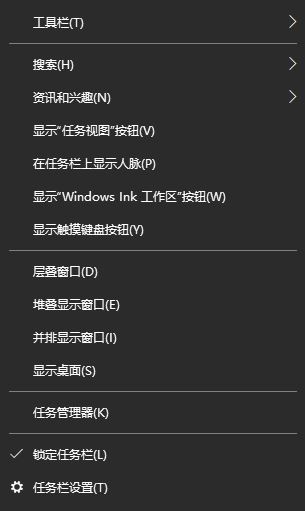 工具栏(T)
搜索(H)
资讯和兴趣(N)
显示“任务视图”按钮(V)
在任务栏上显示人脉(P)
显示“Windows Ink 工作区”按钮(W)
显示触摸键盘按钮(Y)
层叠窗口(D)
堆叠显示窗口(E)
并排显示窗口(I)
显示桌面(S)
任务管理器(K)
锁定任务栏(L)
任务栏设置(T)